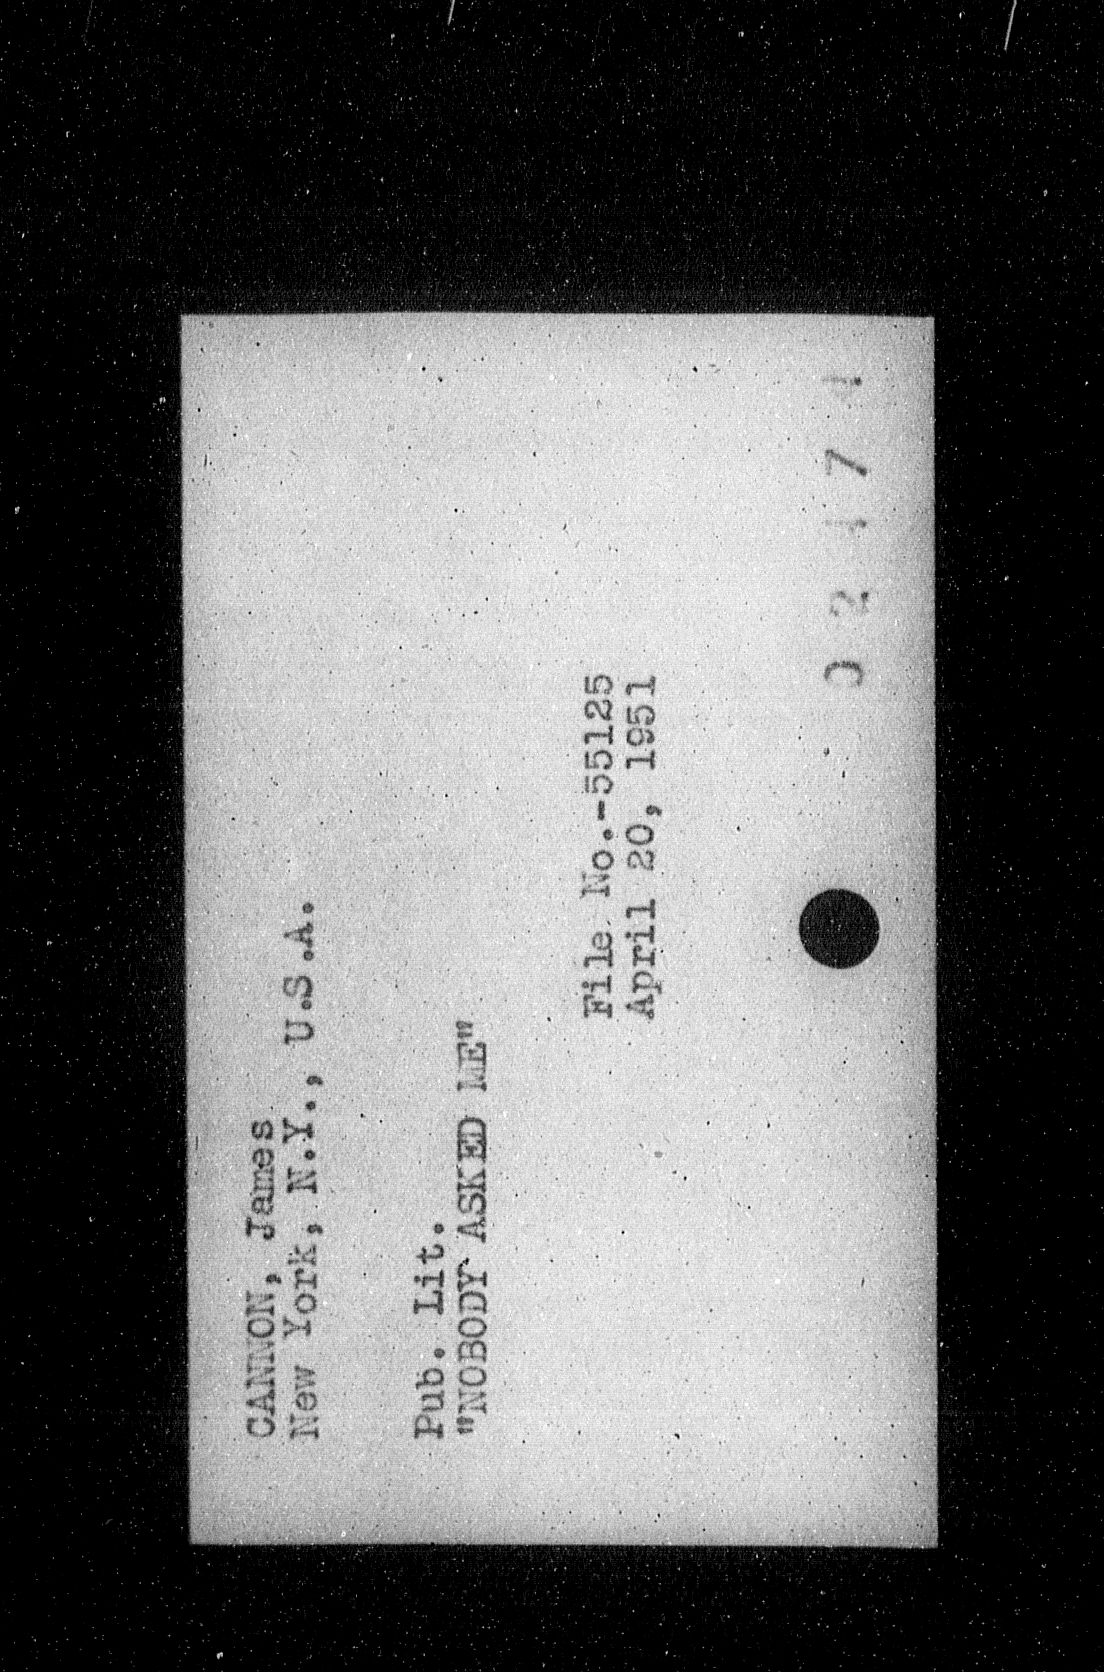 CANNON, James
New York, N.Y., U.S.A.
Pub. Lit.
"NOBODY ASKED ME"
File No.-55125
April 20, 1951